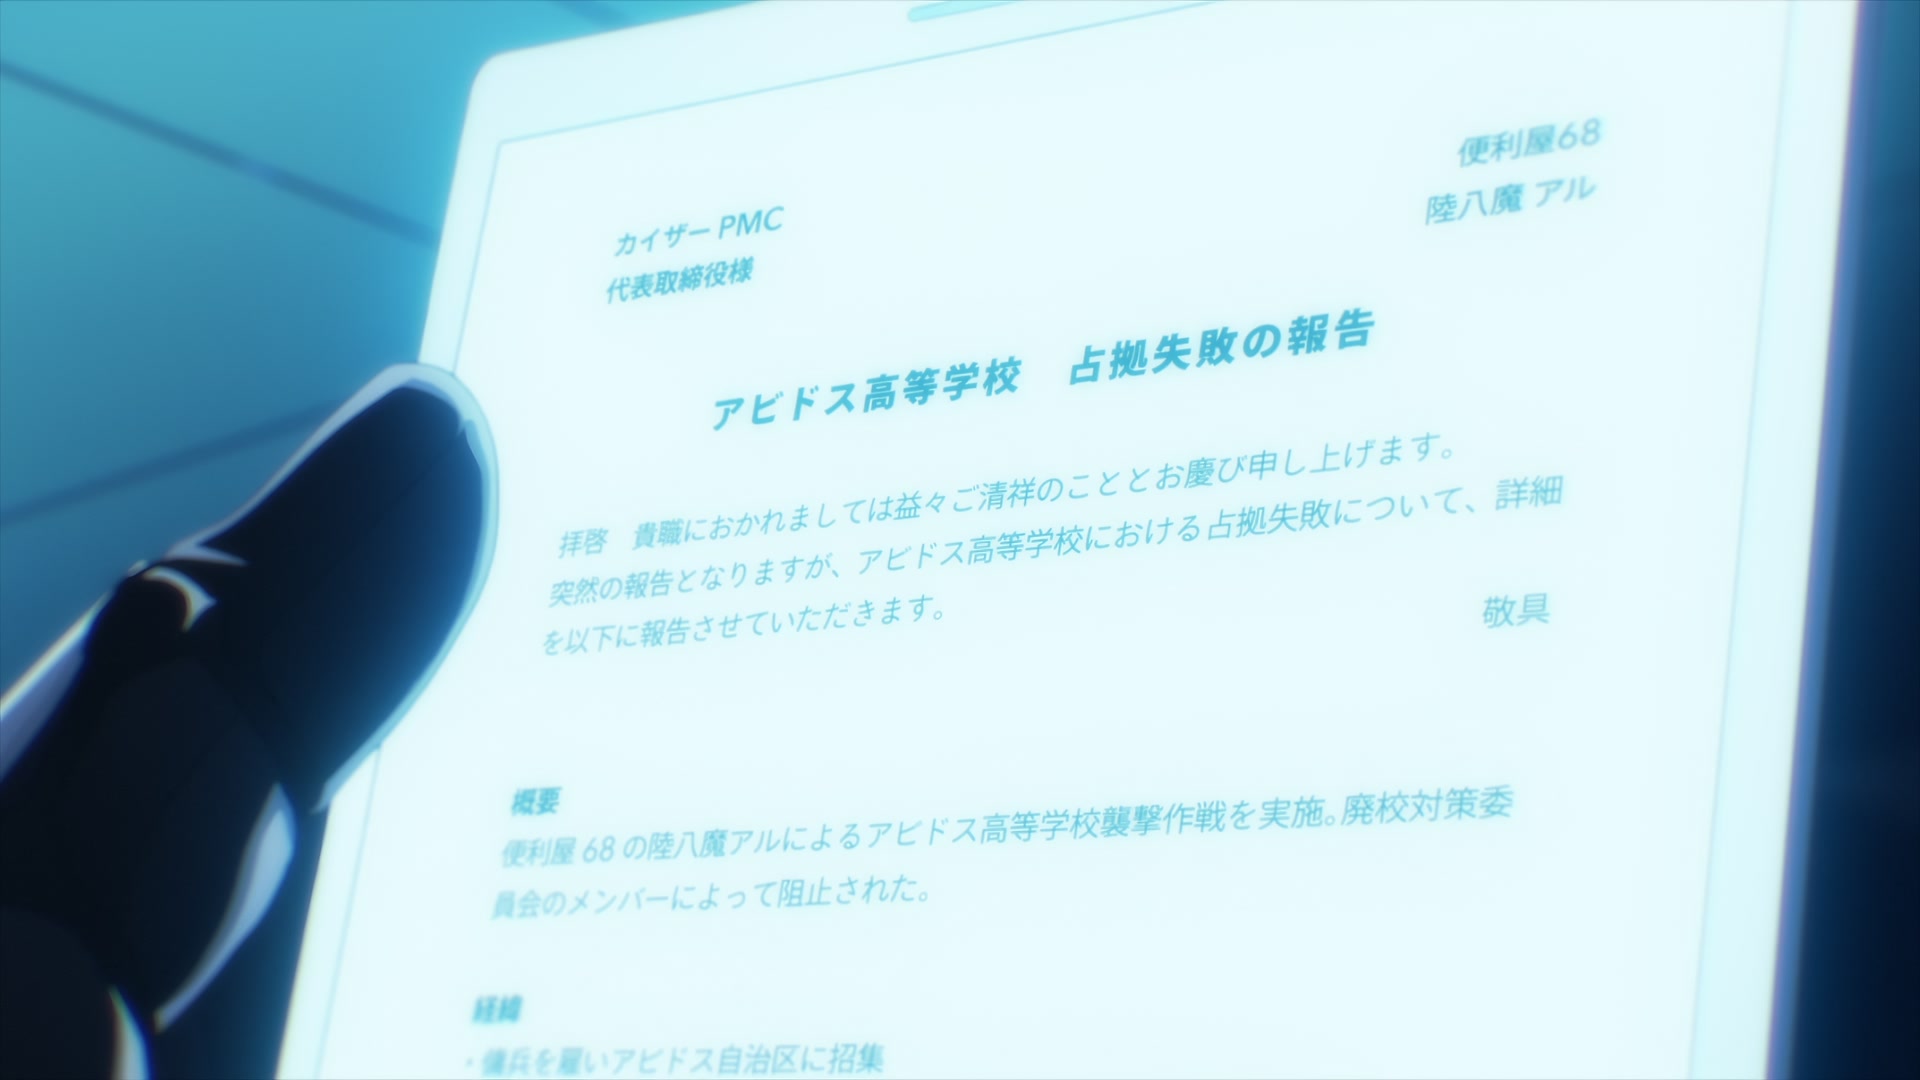 便利屋68
陸八魔 アル
カイザー PMC
代表取締役様
アビドス高等学校　占拠失敗の報告
拝啓　貴職におかれましては益々ご清祥のこととお慶び申し上げます。
突然の報告となりますが、アビドス高等学校における占拠失敗について、詳細
を以下に報告させていただきます。
敬具
概要
便利屋 68 の陸八魔アルによるアビドス高等学校襲撃作戦を実施。廃校対策委
員会のメンバーによって阻止された。
経緯
・傭兵を雇いアビドス自治区に招集